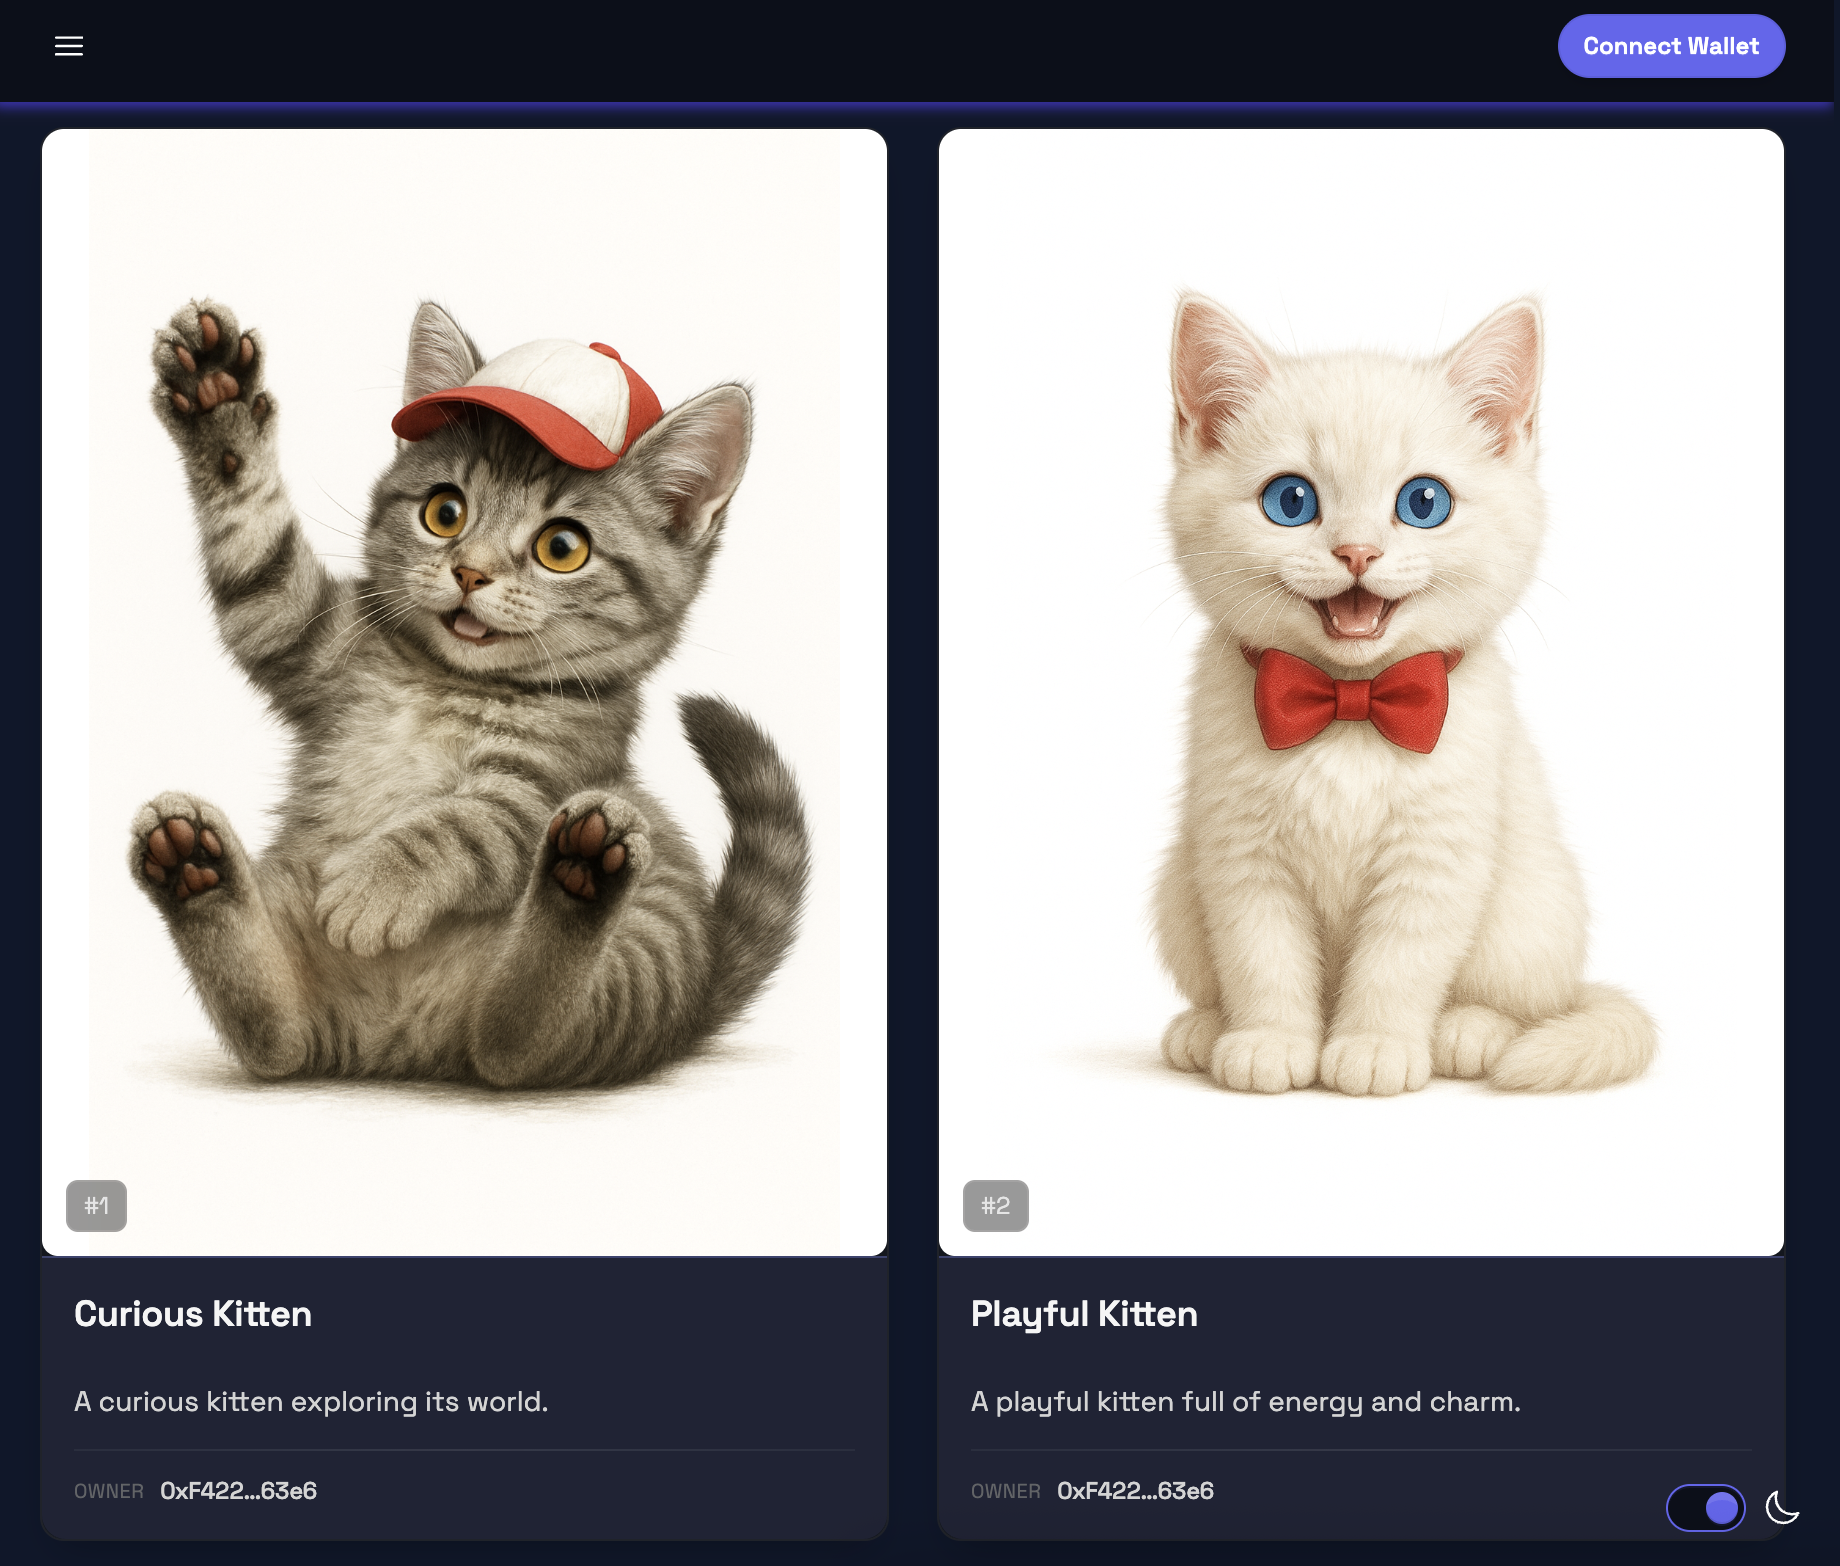 Connect Wallet
#1
Curious Kitten
A curious kitten exploring its world.
OWNER 0xF422...63e6
#2
Playful Kitten
A playful kitten full of energy and charm.
OWNER 0xF422...63e6